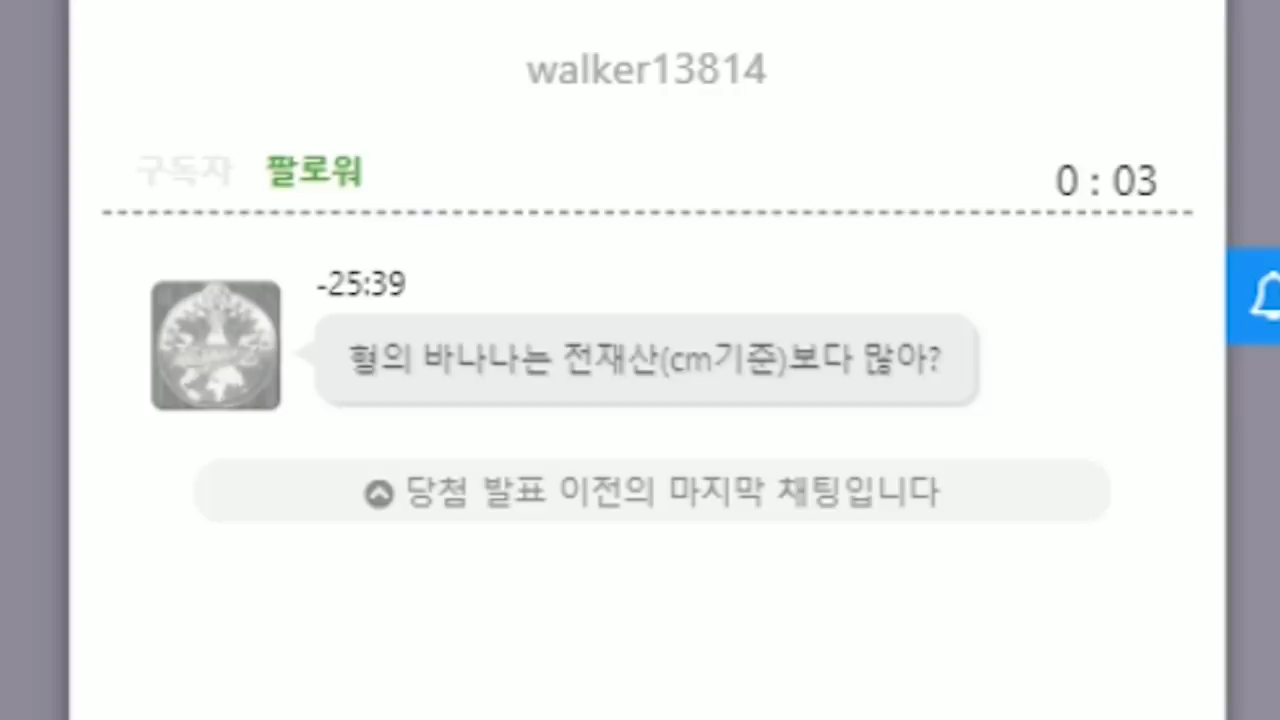 walker13814
구독자 팔로워
0 : 03
-25:39
형의 바나나는 전재산(cm기준)보다 많아?
당첨 발표 이전의 마지막 채팅입니다